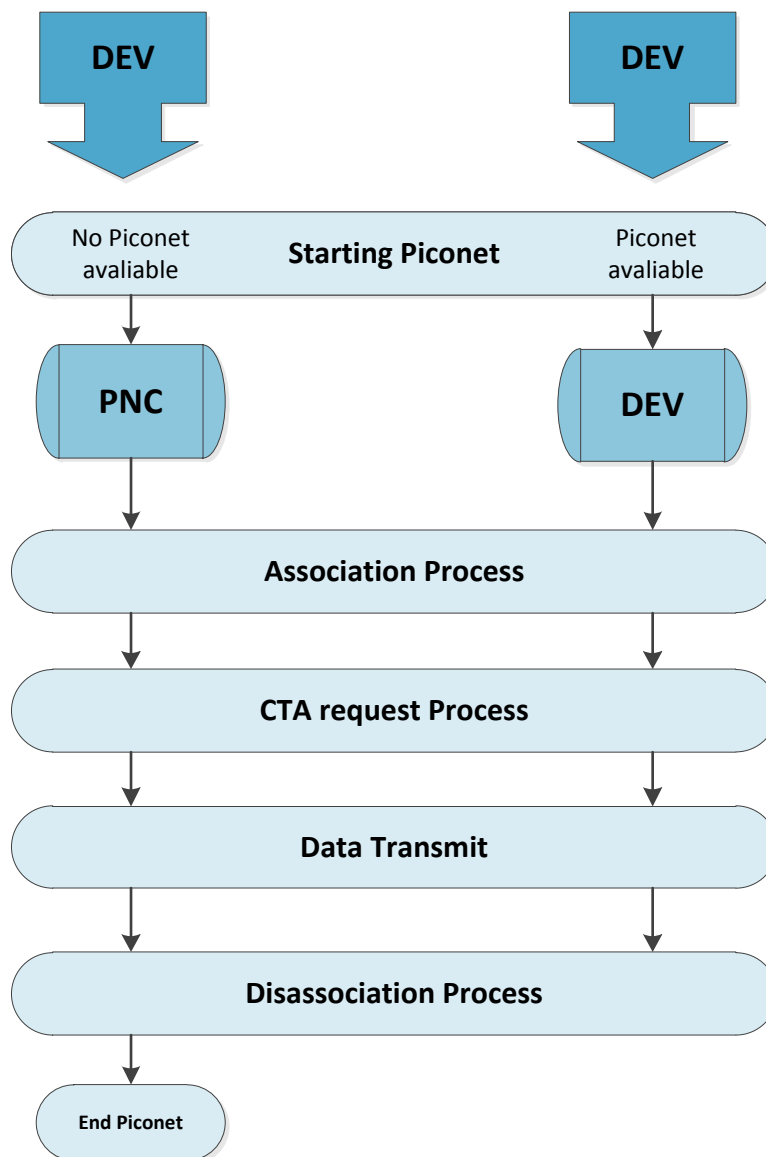 DEV
DEV
No Piconet
avaliable
Starting Piconet
Piconet
avaliable
PNC
DEV
Association Process
CTA request Process
Data Transmit
Disassociation Process
End Piconet